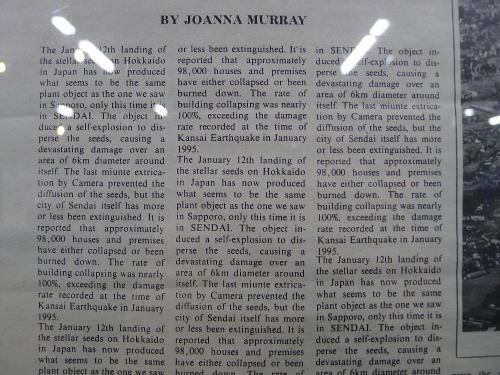 BY JOANNA MURRAY
The January 12th landing of
the stellar seeds on Hokkaido
in Japan has now produced
what seems to be the same
plant object as the one we saw
in Sapporo, only this time it is
in SENDAI. The object in-
duced a self-explosion to dis-
perse the seeds, causing a
devastating damage over an
area of 6km diameter around
itself. The last miunte extrica-
tion by Camera prevented the
diffusion of the seeds, but the
city of Sendai itself has more
or less been extinguished. It is
reported that approximately
98,000 houses and premises
have either collapsed or been
burned down. The rate of
building collapsing was nearly
100%, exceeding the damage
rate recorded at the time of
Kansai Earthquake in January
1995.
The January 12th landing of
the stellar seeds on Hokkaido
in Japan has now produced
what seems to be the same
plant object as the one we saw
or less been extinguished. It is
reported that approximately
98,000 houses and premises
have either collapsed or been
burned down. The rate of
building collapsing was nearly
100%, exceeding the damage
rate recorded at the time of
Kansai Earthquake in January
1995.
The January 12th landing of
the stellar seeds on Hokkaido
in Japan has now produced
what seems to be the same
plant object as the one we saw
in Sapporo, only this time it is
in SENDAI. The object in-
duced a self-explosion to dis-
perse the seeds, causing a
devastating damage over an
area of 6km diameter around
itself. The last miunte extrica-
tion by Camera prevented the
diffusion of the seeds, but the
city of Sendai itself has more
or less been extinguished. It is
reported that approximately
98,000 houses and premises
have either collapsed or been
burned down. The rate of
in SENDAI. The object in-
duced a self-explosion to dis-
perse the seeds, causing a
devastating damage over an
area of 6km diameter around
itself. The last miunte extrica-
tion by Camera prevented the
diffusion of the seeds, but the
city of Sendai itself has more
or less been extinguished. It is
reported that approximately
98,000 houses and premises
have either collapsed or been
burned down. The rate of
building collapsing was nearly
100%, exceeding the damage
rate recorded at the time of
Kansai Earthquake in January
1995.
The January 12th landing of
the stellar seeds on Hokkaido
in Japan has now produced
what seems to be the same
plant object as the one we saw
in Sapporo, only this time it is
in SENDAI. The object in-
duced a self-explosion to dis-
perse the seeds, causing a
devastating damage over an
area of 6km diameter around